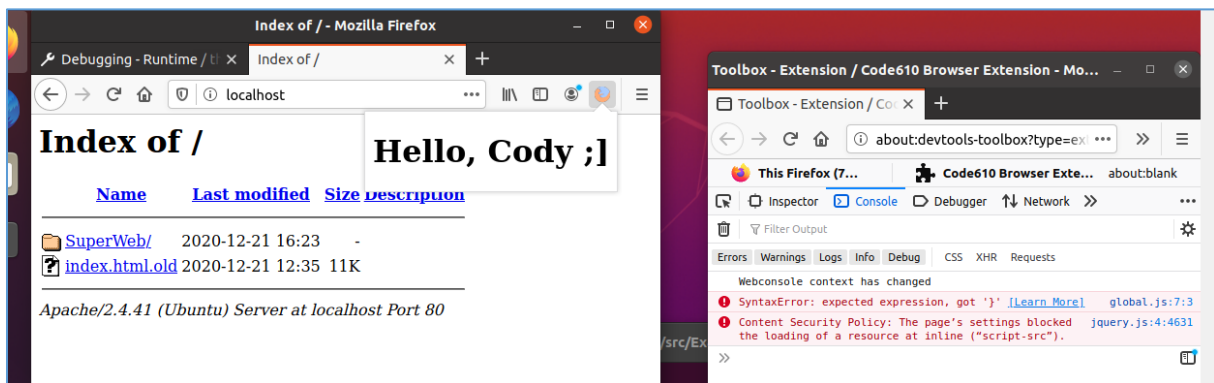 Index of / - Mozilla Firefox
Debugging - Runtime / t
Index of /
localhost
Hello, Cody ;]
Index of /
Name Last modified Size Description
SuperWeb/ 2020-12-21 16:23 -
index.html.old 2020-12-21 12:35 11K
Apache/2.4.41 (Ubuntu) Server at localhost Port 80
/src/Ex
Toolbox - Extension / Code610 Browser Extension - Mo...
Toolbox - Extension / Co
about:devtools-toolbox?type=ex
This Firefox (7... Code610 Browser Exte... about:blank
Inspector Console Debugger Network
Filter Output
Errors Warnings Logs Info Debug CSS XHR Requests
Webconsole context has changed
SyntaxError: expected expression, got '}' [Learn More] global.js:7:3
Content Security Policy: The page’s settings blocked jquery.js:4:4631
the loading of a resource at inline (“script-src”).